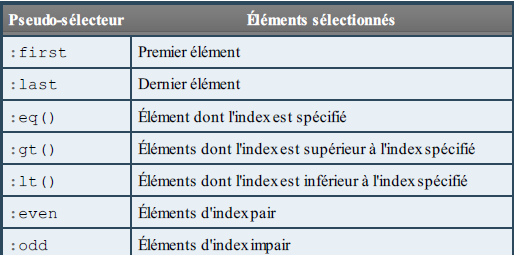 Pseudo-sélecteur Éléments sélectionnés
:first Premier élément
:last Dernier élément
:eq() Élément dont l'index est spécifié
:gt() Éléments dont l'index est supérieur à l'index spécifié
:lt() Éléments dont l'index est inférieur à l'index spécifié
:even Éléments d'index pair
:odd Éléments d'index impair